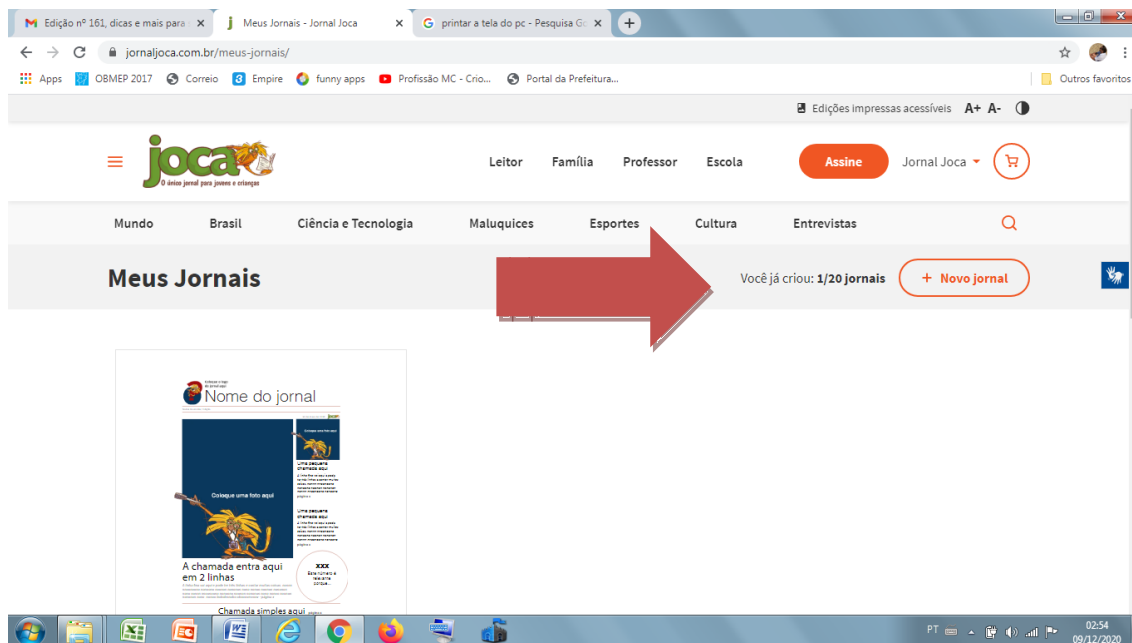 Edição nº 161, dicas e mais para
Meus Jornais - Jornal Joca
printar a tela do pc - Pesquisa Go
jornaljoca.com.br/meus-jornais/
Apps
OBMEP 2017
Correio
Empire
funny apps
Profissão MC - Crio...
Portal da Prefeitura...
Outros favoritos
Edições impressas acessíveis A+ A-
joca
O único jornal para jovens e crianças
Leitor Família Professor Escola Assine Jornal Joca
Mundo Brasil Ciência e Tecnologia Maluquices Esportes Cultura Entrevistas
Meus Jornais
Você já criou: 1/20 jornais
+ Novo jornal
Nome do jornal
Coloque uma foto aqui
Uma pequena
chamada aqui
Uma pequena
chamada aqui
A chamada entra aqui
em 2 linhas
xxx
Este número é
relevante
porque...
Chamada simples aqui
PT
02:54
09/12/2020